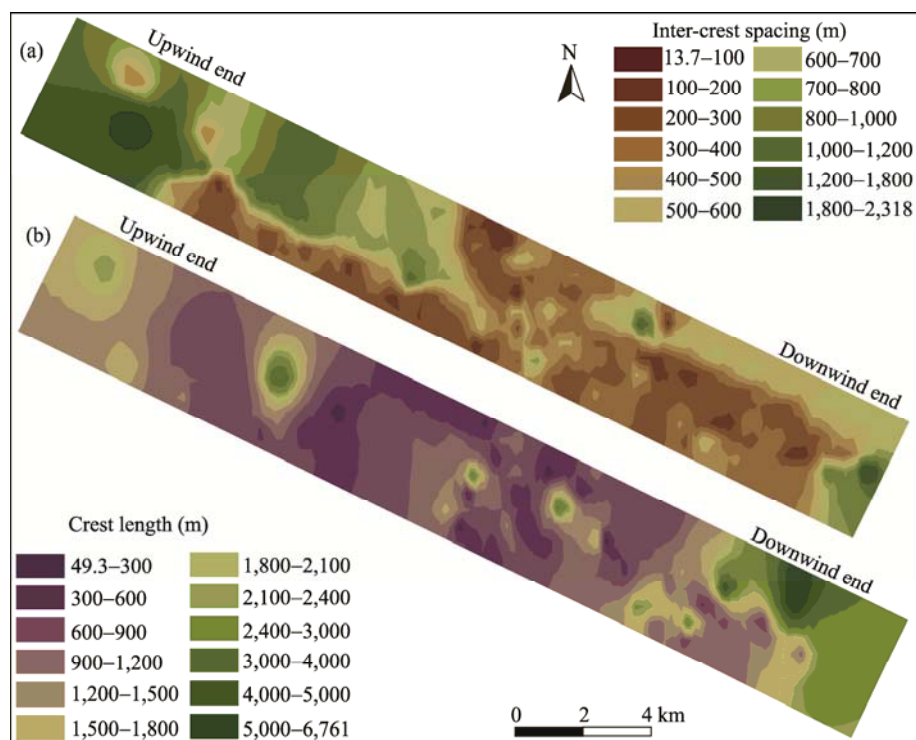 (a)
Upwind end
N
Inter-crest spacing (m)
13.7–100
100–200
200–300
300–400
400–500
500–600
600–700
700–800
800–1,000
1,000–1,200
1,200–1,800
1,800–2,318
Downwind end
(b)
Upwind end
Downwind end
Crest length (m)
49.3–300
300–600
600–900
900–1,200
1,200–1,500
1,500–1,800
1,800–2,100
2,100–2,400
2,400–3,000
3,000–4,000
4,000–5,000
5,000–6,761
0 2 4 km